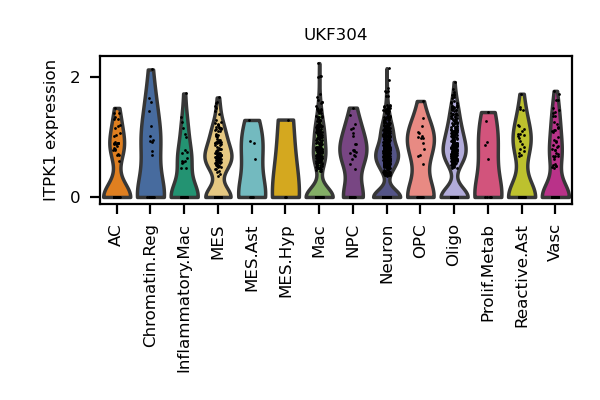 UKF304
ITPK1 expression
2
0
AC
Chromatin.Reg
Inflammatory.Mac
MES
MES.Ast
MES.Hyp
Mac
NPC
Neuron
OPC
Oligo
Prolif.Metab
Reactive.Ast
Vasc